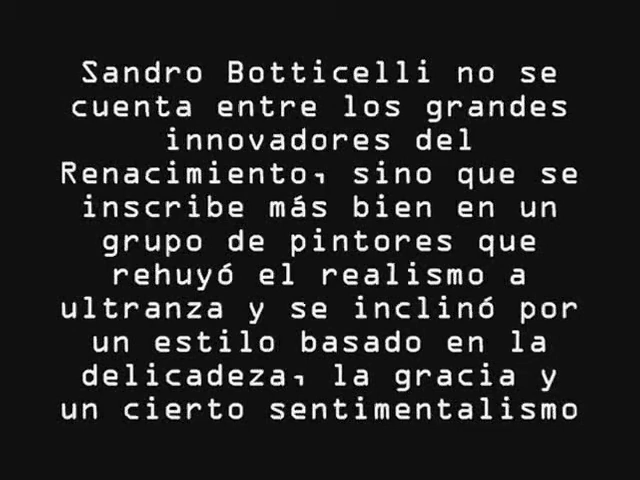 Sandro Botticelli no se
cuenta entre los grandes
innovadores del
Renacimiento, sino que se
inscribe más bien en un
grupo de pintores que
rehuyó el realismo a
ultranza y se inclinó por
un estilo basado en la
delicadeza, la gracia y
un cierto sentimentalismo